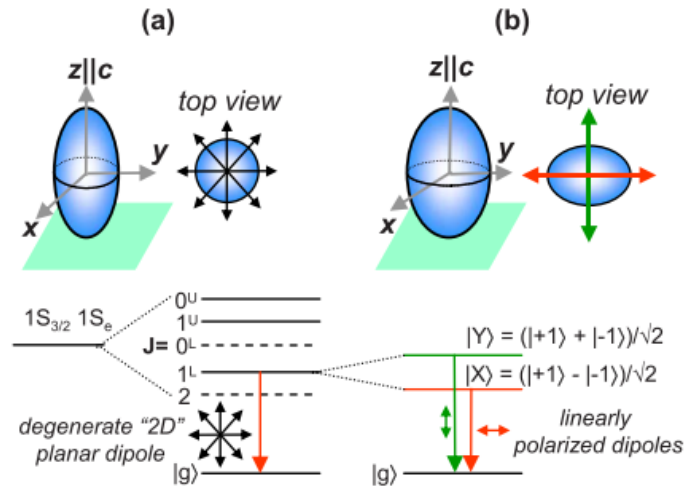 (a)
(b)
z||c
top view
y
x
z||c
top view
y
x
1S3/2 1Se
J=
0U
1U
0L
1L
2
degenerate “2D”
planar dipole
|g⟩
|Y⟩ = (|+1⟩ + |-1⟩)/√2
|X⟩ = (|+1⟩ - |-1⟩)/√2
linearly
polarized dipoles
|g⟩